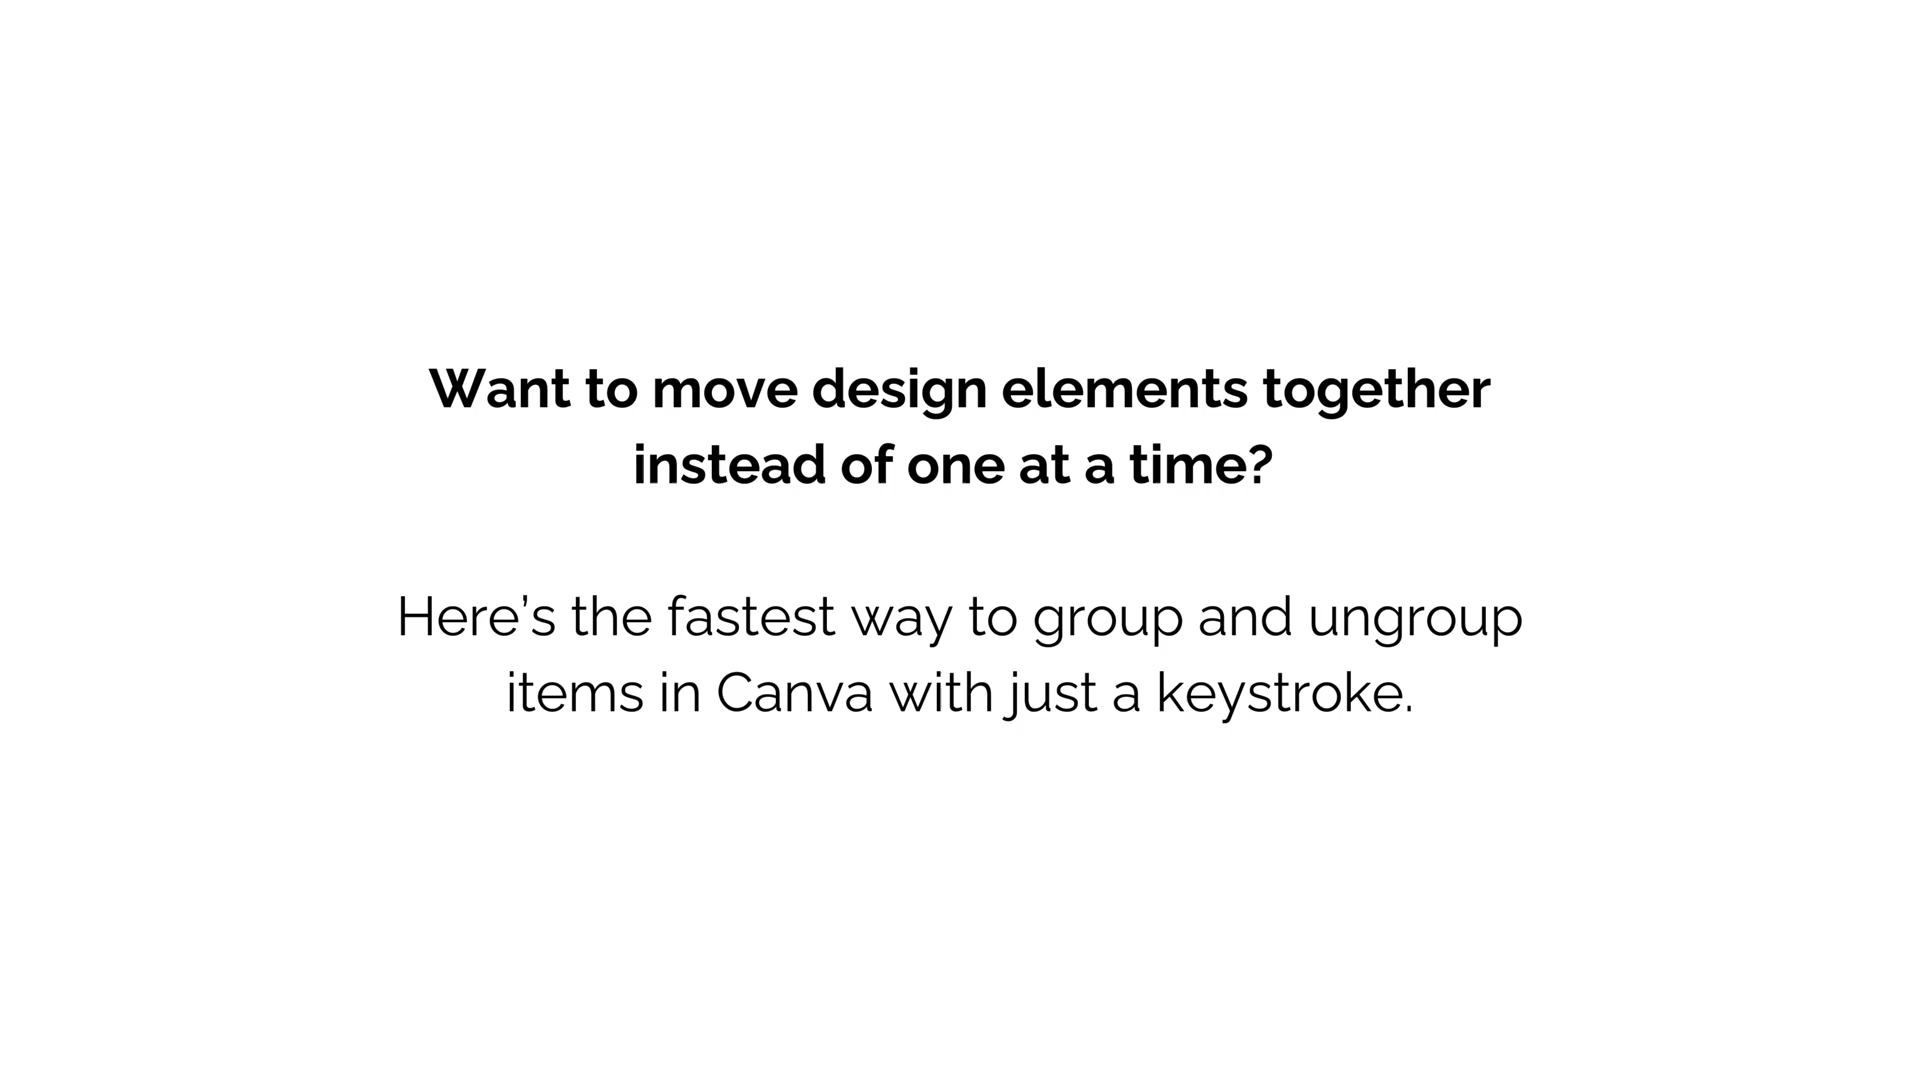 Want to move design elements together
instead of one at a time?
Here’s the fastest way to group and ungroup
items in Canva with just a keystroke.